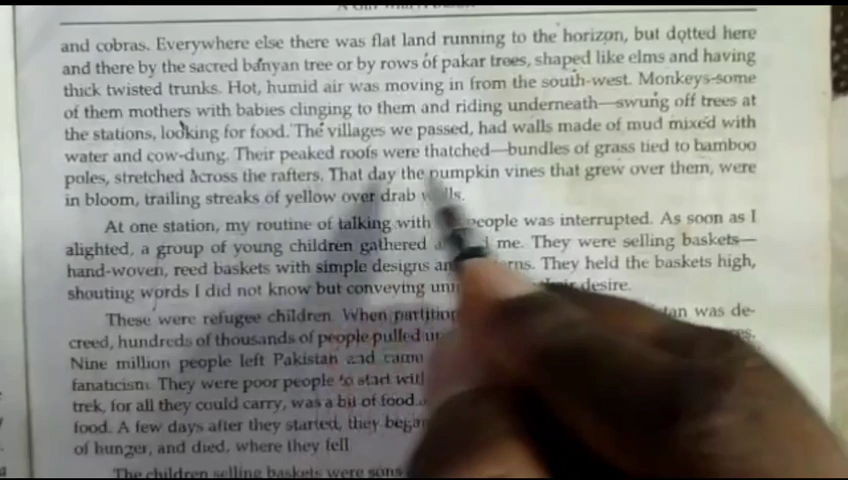 and cobras. Everywhere else there was flat land running to the horizon, but dotted here
and there by the sacred banyan tree or by rows of pakar trees, shaped like elms and having
thick twisted trunks. Hot, humid air was moving in from the south-west. Monkeys-some
of them mothers with babies clinging to them and riding underneath—swung off trees at
the stations, looking for food. The villages we passed, had walls made of mud mixed with
water and cow-dung. Their peaked roofs were thatched—bundles of grass tied to bamboo
poles, stretched across the rafters. That day the pumpkin vines that grew over them, were
in bloom, trailing streaks of yellow over drab
At one station, my routine of talking with people was interrupted. As soon as I
alighted, a group of young children gathered me. They were selling baskets—
hand-woven, reed baskets with simple designs They held the baskets high,
shouting words I did not know but conveying desire.
These were refugee children. When was de-
creed, hundreds of thousands of people pulled
Nine million people left Pakistan and came
fanaticism. They were poor people to start
trek, for all they could carry, was a bit of food.
food. A few days after they started, they
of hunger, and died, where they fell
The children selling baskets were sons